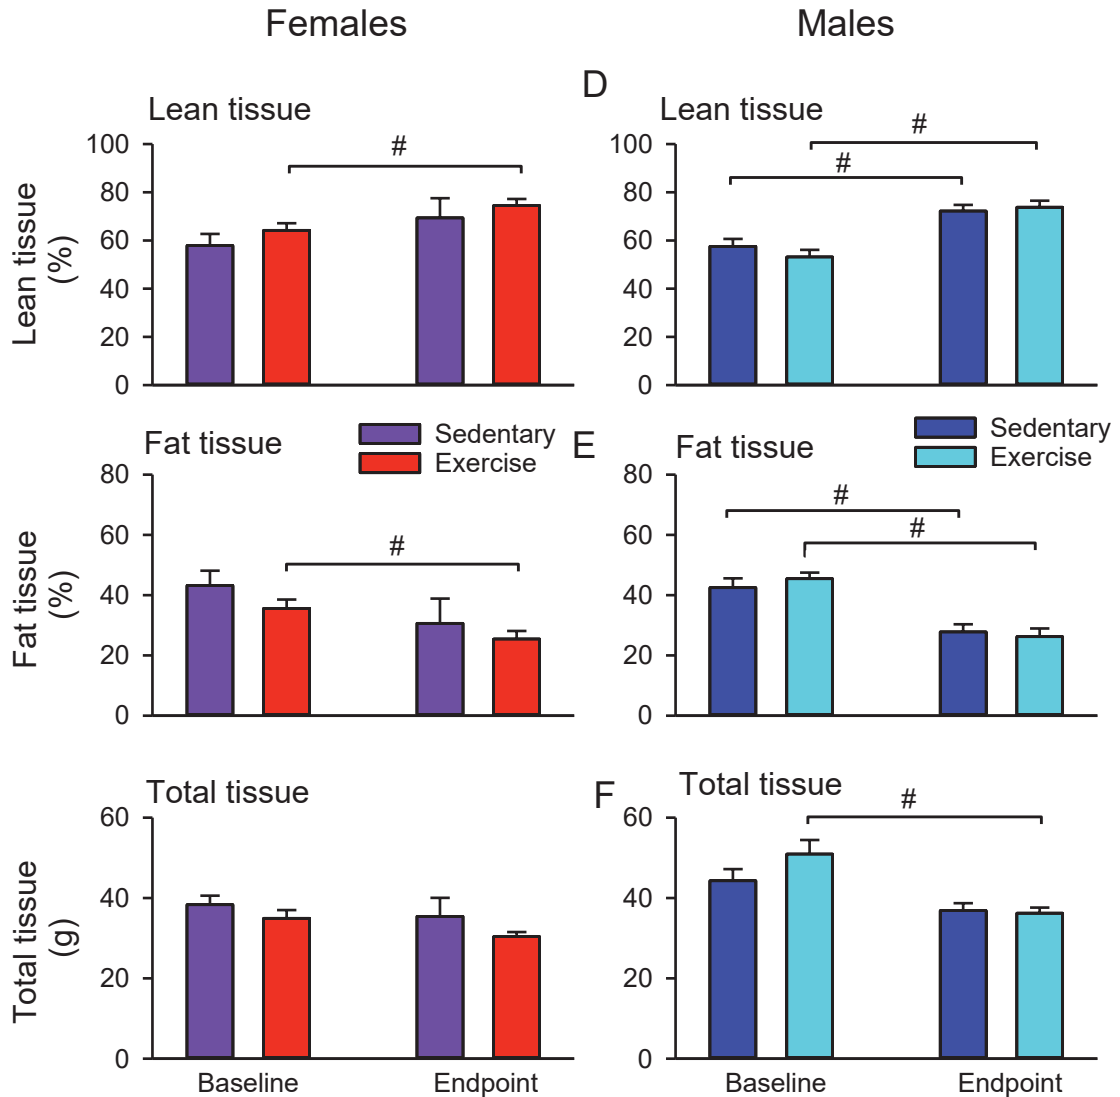 Females
Males
D
Lean tissue
Lean tissue
#
#
#
100
80
60
40
20
0
100
80
60
40
20
0
Lean tissue
(%)
Fat tissue
Sedentary
Exercise
E
Fat tissue
Sedentary
Exercise
#
#
#
80
60
40
20
0
80
60
40
20
0
Fat tissue
(%)
Total tissue
F
Total tissue
#
60
40
20
0
60
40
20
0
Total tissue
(g)
Baseline
Endpoint
Baseline
Endpoint